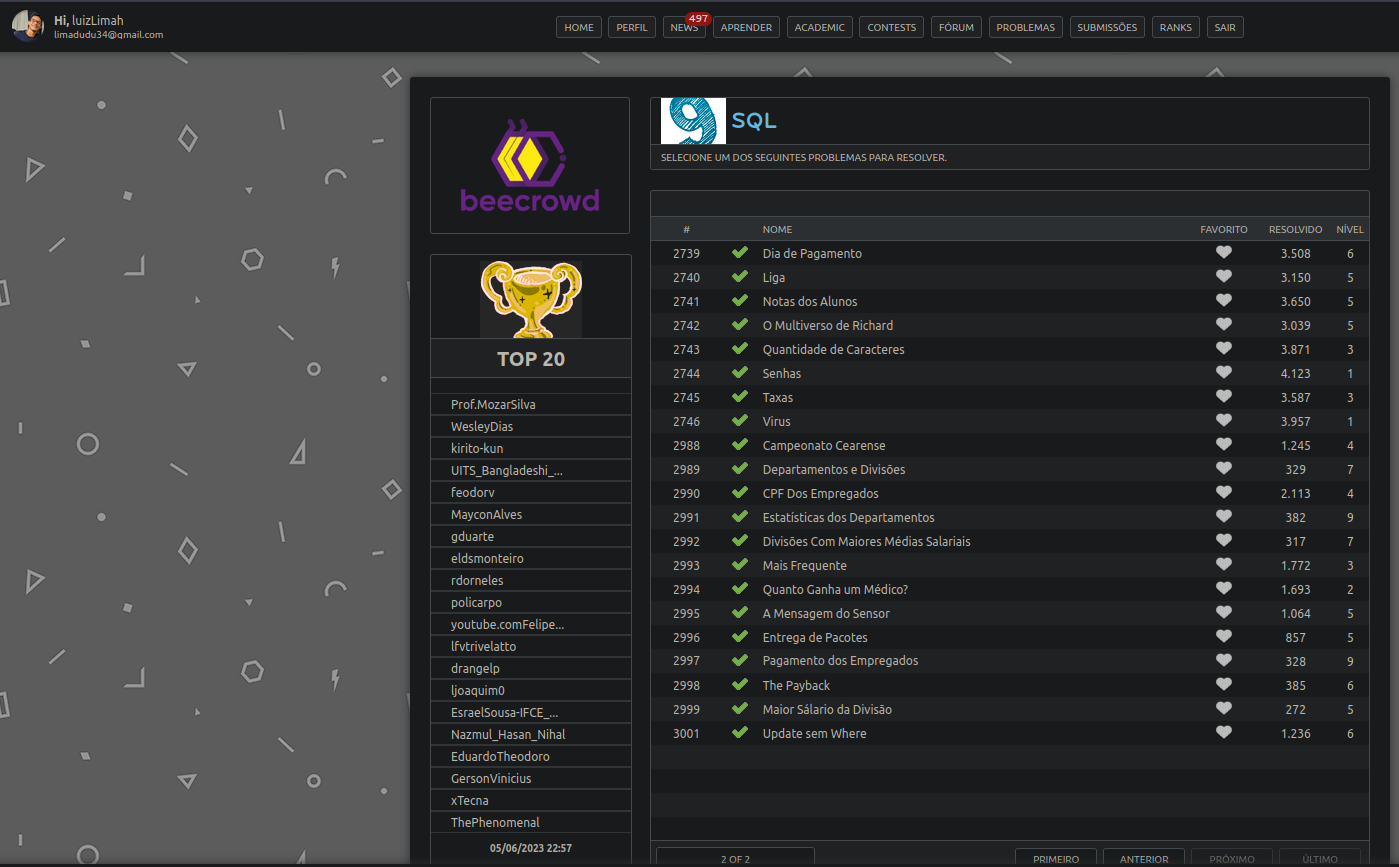 Hi, luizLimah
limadudu34@gmail.com
HOME PERFIL NEWS 497 APRENDER ACADEMIC CONTESTS FÓRUM PROBLEMAS SUBMISSÕES RANKS SAIR
beecrowd
TOP 20
Prof.MozarSilva
WesleyDias
kirito-kun
UITS_Bangladeshi_...
feodorv
MayconAlves
gduarte
eldsmonteiro
rdorneles
policarpo
youtube.comFelipe...
lfvtrivelatto
drangelp
ljoaquim0
EsraelSousa-IFCE_...
Nazmul_Hasan_Nihal
EduardoTheodoro
GersonVinicius
xTecna
ThePhenomenal
05/06/2023 22:57
9 SQL
SELECIONE UM DOS SEGUINTES PROBLEMAS PARA RESOLVER.
# NOME FAVORITO RESOLVIDO NÍVEL
2739 Dia de Pagamento 3.508 6
2740 Liga 3.150 5
2741 Notas dos Alunos 3.650 5
2742 O Multiverso de Richard 3.039 5
2743 Quantidade de Caracteres 3.871 3
2744 Senhas 4.123 1
2745 Taxas 3.587 3
2746 Virus 3.957 1
2988 Campeonato Cearense 1.245 4
2989 Departamentos e Divisões 329 7
2990 CPF Dos Empregados 2.113 4
2991 Estatísticas dos Departamentos 382 9
2992 Divisões Com Maiores Médias Salariais 317 7
2993 Mais Frequente 1.772 3
2994 Quanto Ganha um Médico? 1.693 2
2995 A Mensagem do Sensor 1.064 5
2996 Entrega de Pacotes 857 5
2997 Pagamento dos Empregados 328 9
2998 The Payback 385 6
2999 Maior Sálario da Divisão 272 5
3001 Update sem Where 1.236 6
2 OF 2 PRIMEIRO ANTERIOR PRÓXIMO ÚLTIMO